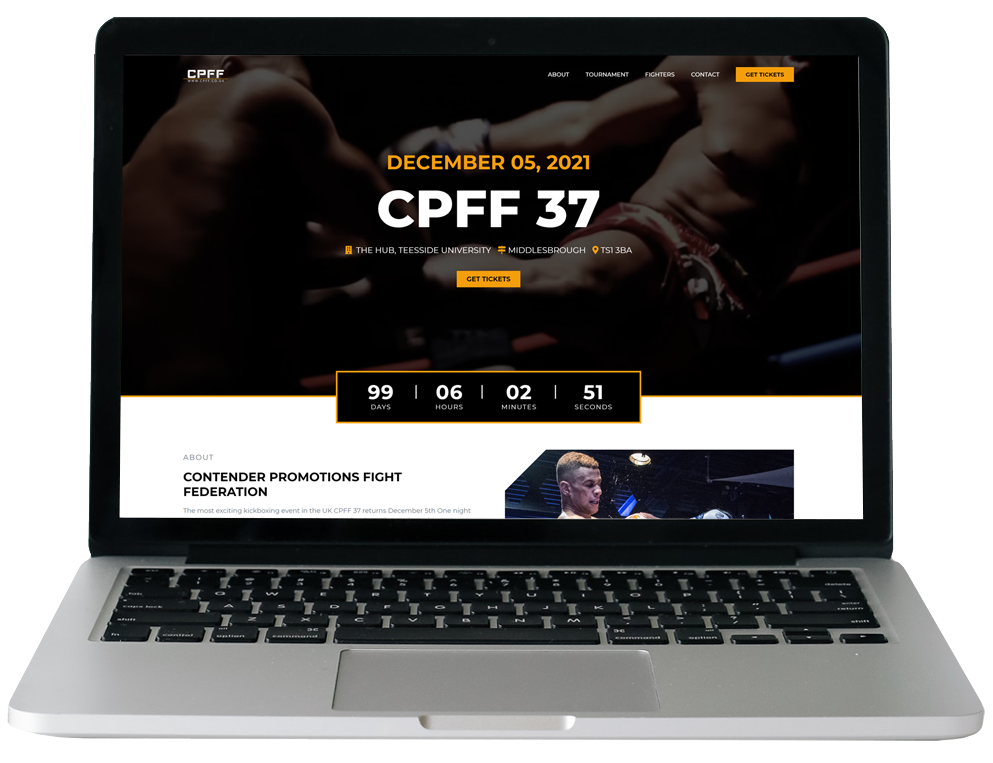 CPFF
ABOUT TOURNAMENT FIGHTERS CONTACT GET TICKETS
DECEMBER 05, 2021
CPFF 37
THE HUB, TEESSIDE UNIVERSITY MIDDLESBROUGH TS1 3BA
GET TICKETS
99 | 06 | 02 | 51
DAYS HOURS MINUTES SECONDS
ABOUT
CONTENDER PROMOTIONS FIGHT
FEDERATION
The most exciting kickboxing event in the UK CPFF 37 returns December 5th One night
delete
tab Q W E R T Y U I O P
caps lock A S D F G H J K L enter
return
shift Z X C V B N M shift
fn control option command command option